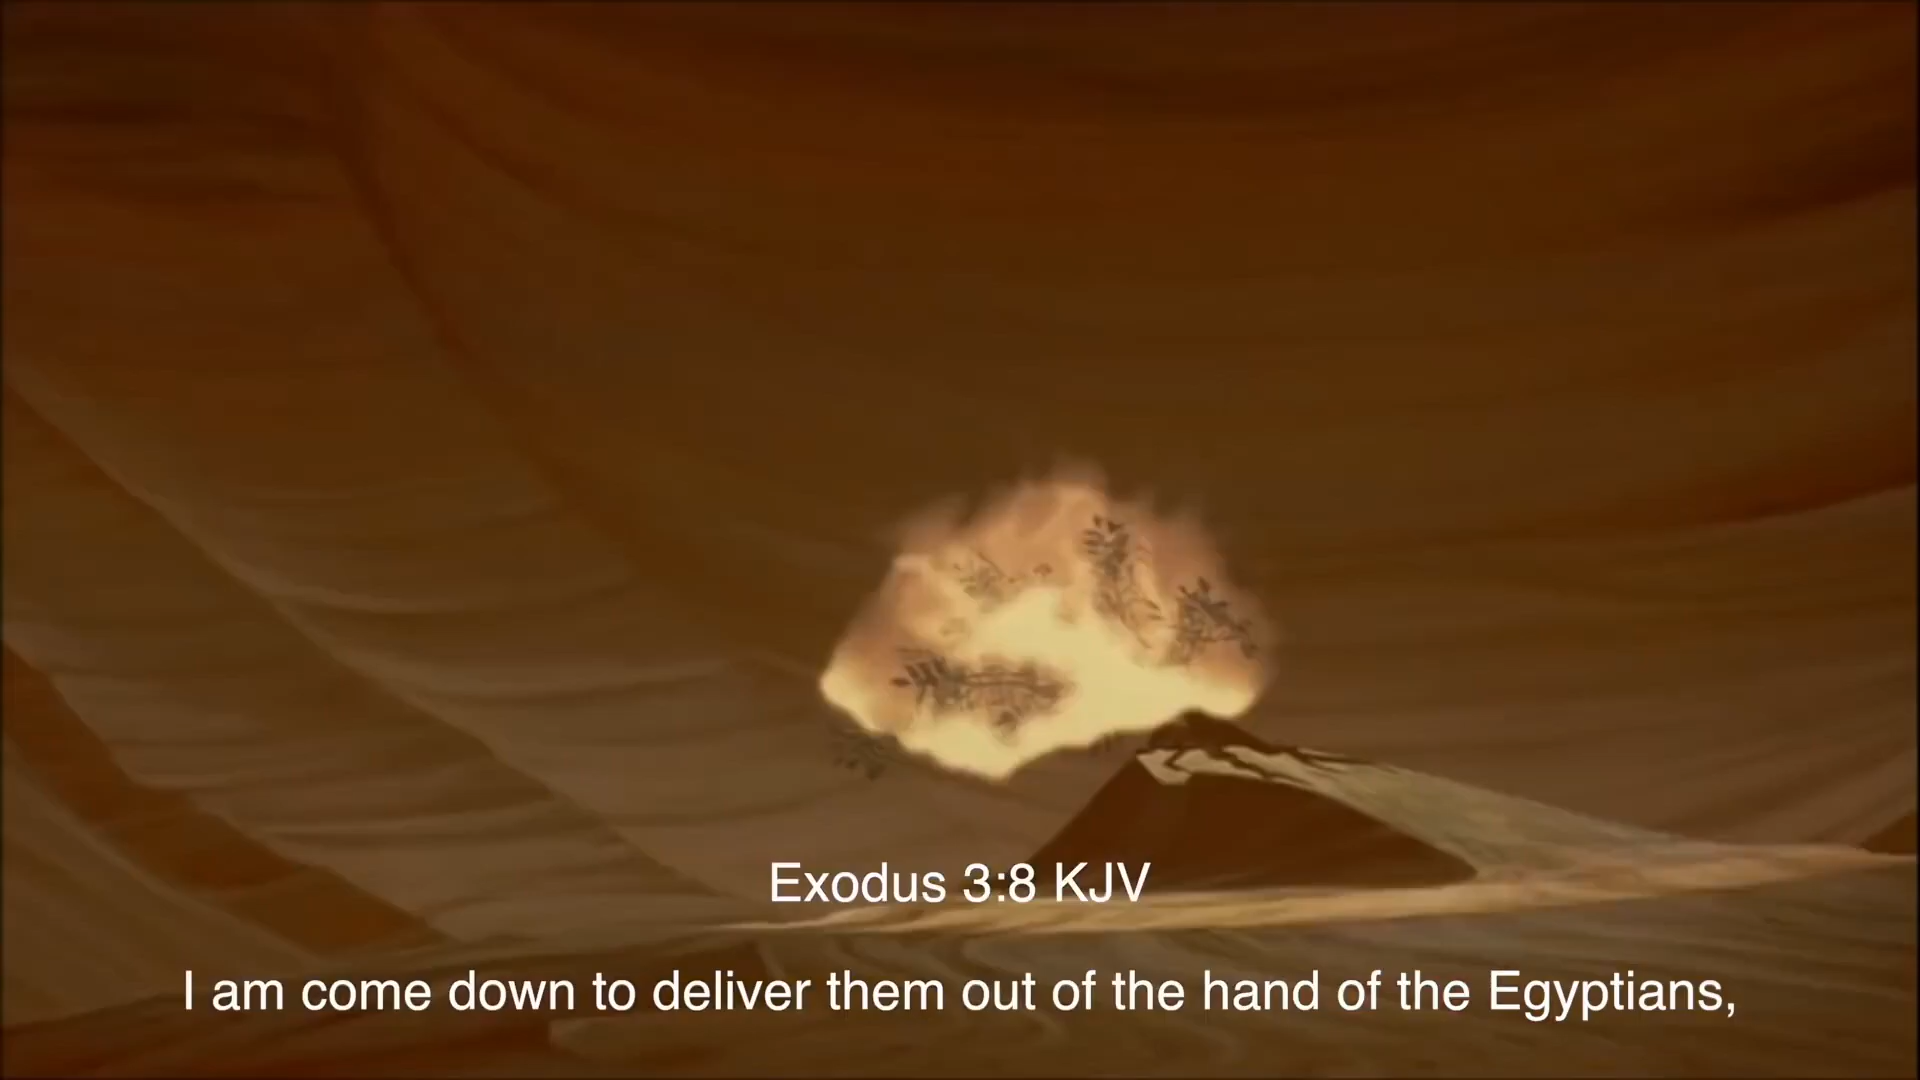 Exodus 3:8 KJV
I am come down to deliver them out of the hand of the Egyptians,